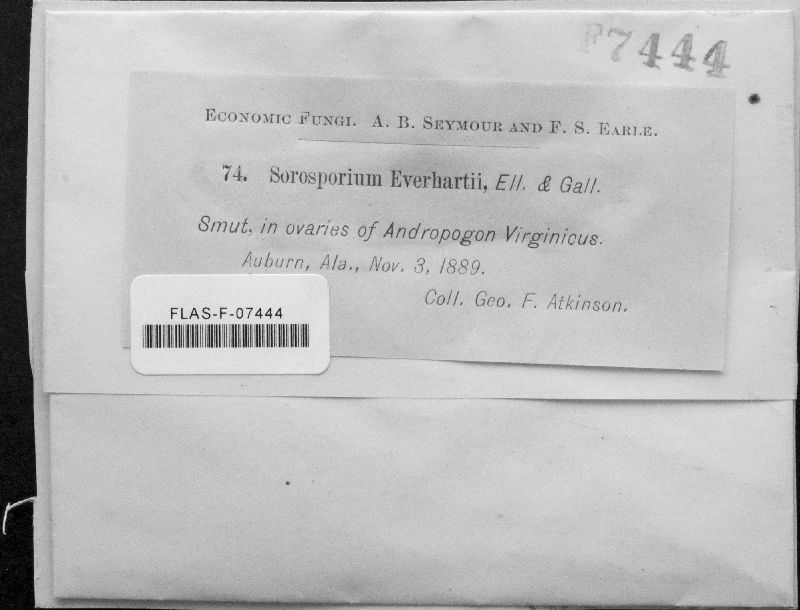 F7444
Economic Fungi. A. B. Seymour and F. S. Earle.
74. Sorosporium Everhartii, Ell. & Gall.
Smut, in ovaries of Andropogon Virginicus.
Auburn, Ala., Nov. 3, 1889.
Coll. Geo. F. Atkinson.
FLAS-F-07444